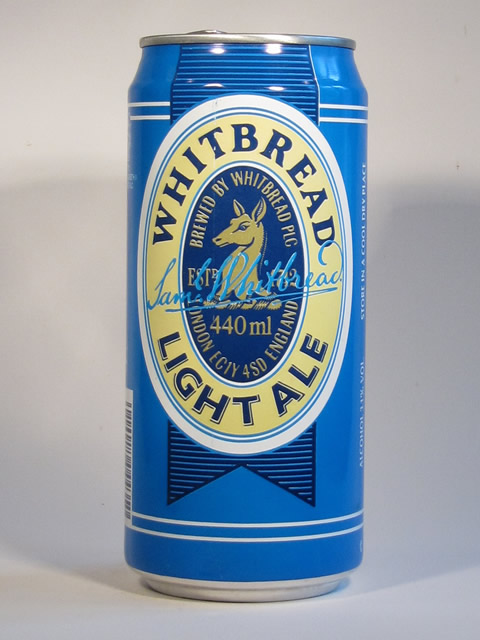 WHITBREAD
BREWED BY WHITBREAD PLC
ESTD
Sam. Whitbread
440 ml
LONDON EC1Y 4SD ENGLAND
LIGHT ALE
STORE IN A COOL DRY PLACE
ALCOHOL 3.1% VOL